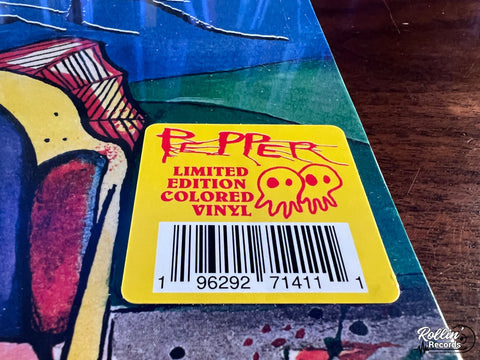 PEPPER
LIMITED
EDITION
COLORED
VINYL
1 96292 71411 1
Rollin'
Records